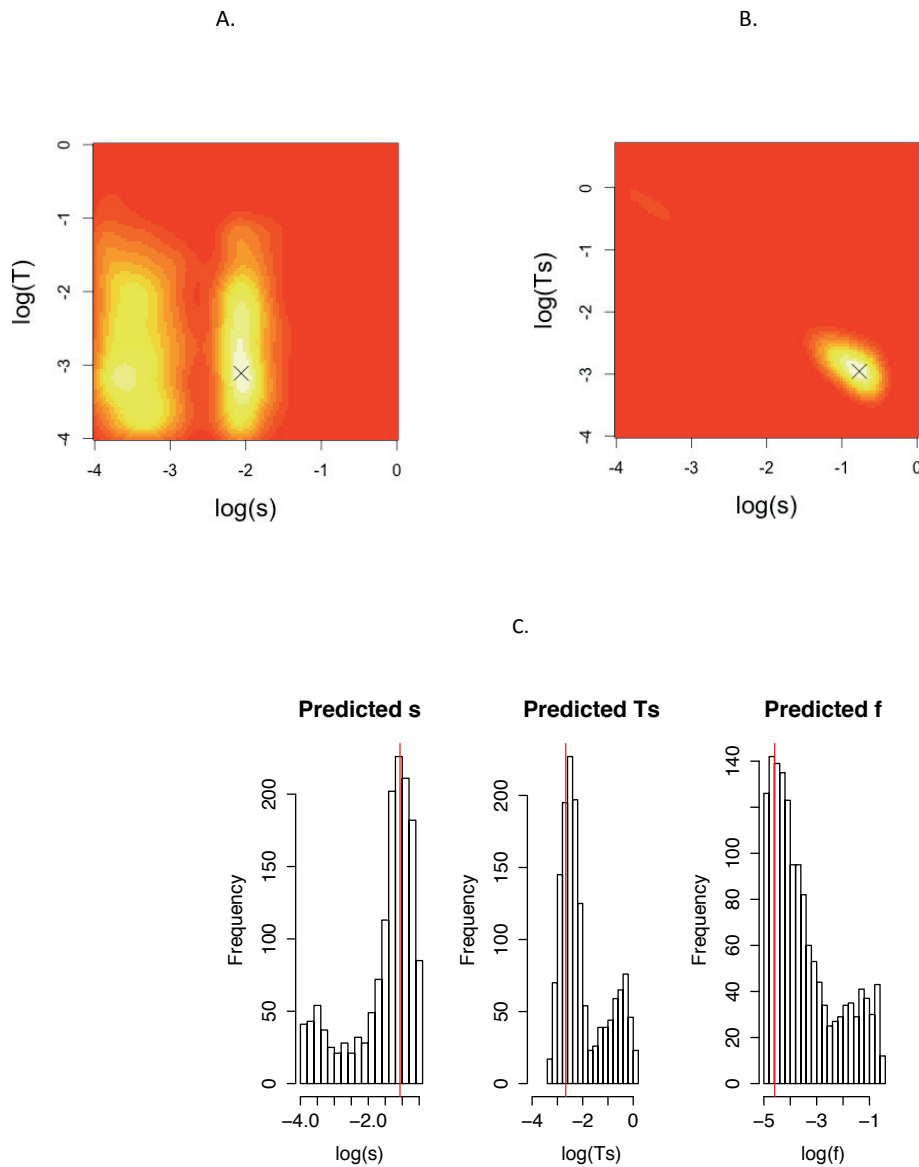 A.
B.
log(T)
0
-1
-2
-3
-4
-4 -3 -2 -1 0
log(s)
log(Ts)
0
-1
-2
-3
-4
-4 -3 -2 -1 0
log(s)
C.
Predicted s
Frequency
200
150
100
50
0
−4.0 −2.0
log(s)
Predicted Ts
Frequency
200
150
100
50
0
−4 −2 0
log(Ts)
Predicted f
Frequency
140
100
80
60
40
20
0
−5 −3 −1
log(f)